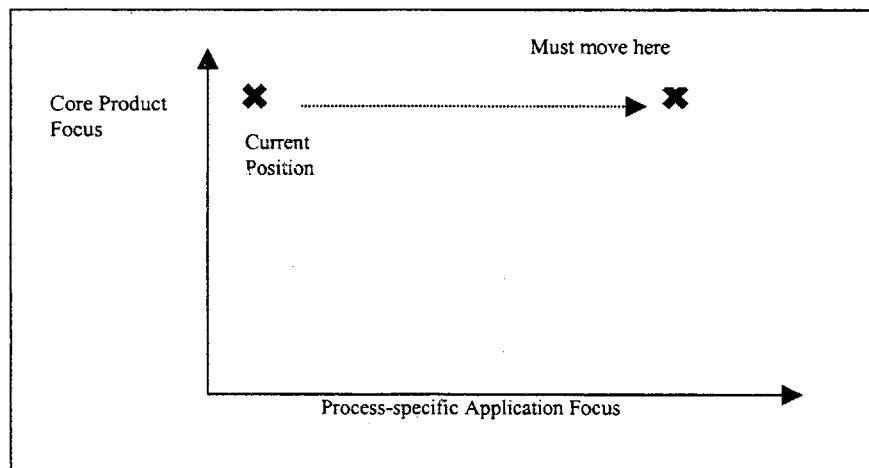 Must move here
Core Product
Focus
Current
Position
Process-specific Application Focus